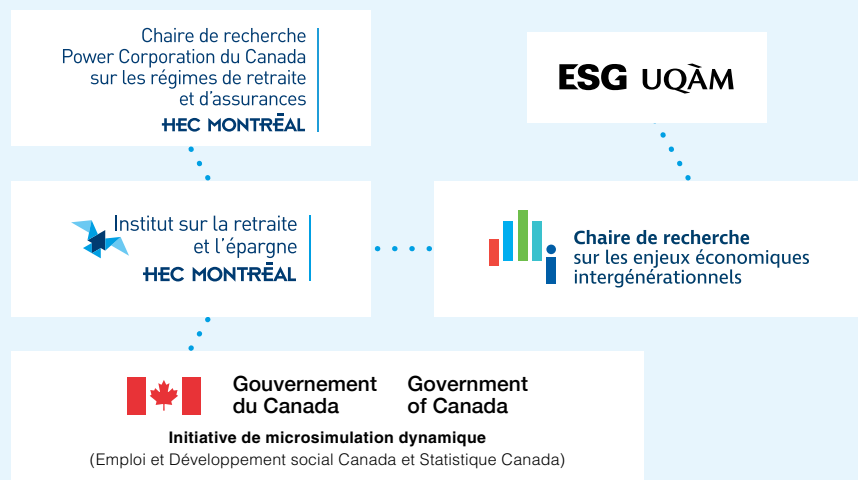 Chaire de recherche
Power Corporation du Canada
sur les régimes de retraite
et d'assurances
HEC MONTRÉAL
ESG UQÀM
Institut sur la retraite
et l'épargne
HEC MONTRÉAL
Chaire de recherche
sur les enjeux économiques
intergénérationnels
Gouvernement
du Canada
Government
of Canada
Initiative de microsimulation dynamique
(Emploi et Développement social Canada et Statistique Canada)